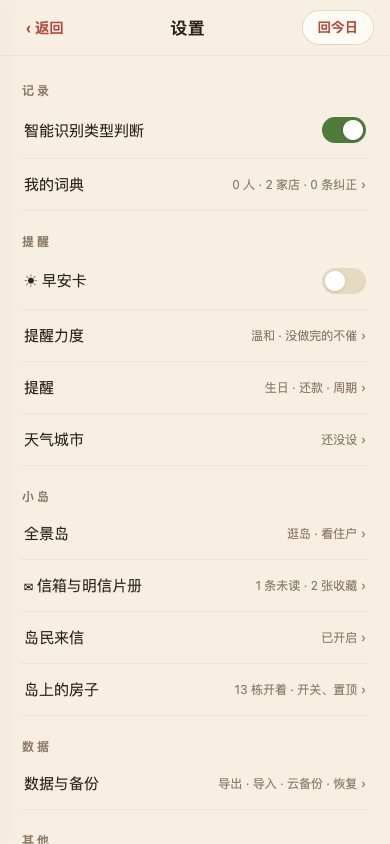 ‹ 返回
设置
回今日
记录
智能识别类型判断
我的词典
0 人 · 2 家店 · 0 条纠正 ›
提醒
☀ 早安卡
提醒力度
温和 · 没做完的不催 ›
提醒
生日 · 还款 · 周期 ›
天气城市
还没设 ›
小岛
全景岛
逛岛 · 看住户 ›
✉ 信箱与明信片册
1 条未读 · 2 张收藏 ›
岛民来信
已开启 ›
岛上的房子
13 栋开着 · 开关、置顶 ›
数据
数据与备份
导出 · 导入 · 云备份 · 恢复 ›
其他